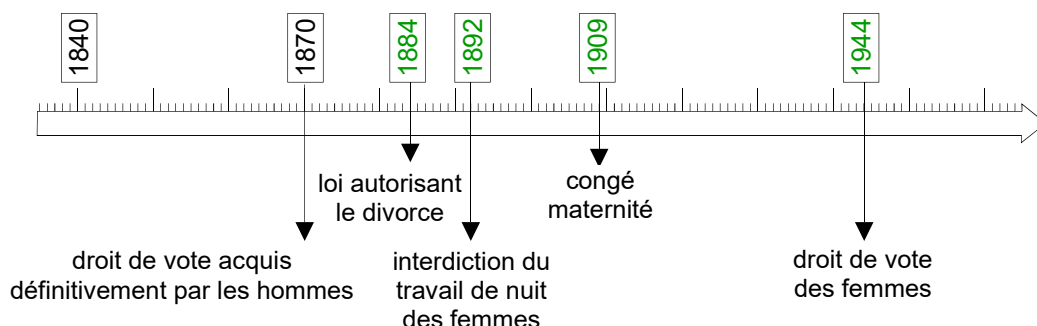 1840
1870
1884
1892
1909
1944
loi autorisant
le divorce
congé
maternité
droit de vote acquis
définitivement par les hommes
interdiction du
travail de nuit
des femmes
droit de vote
des femmes